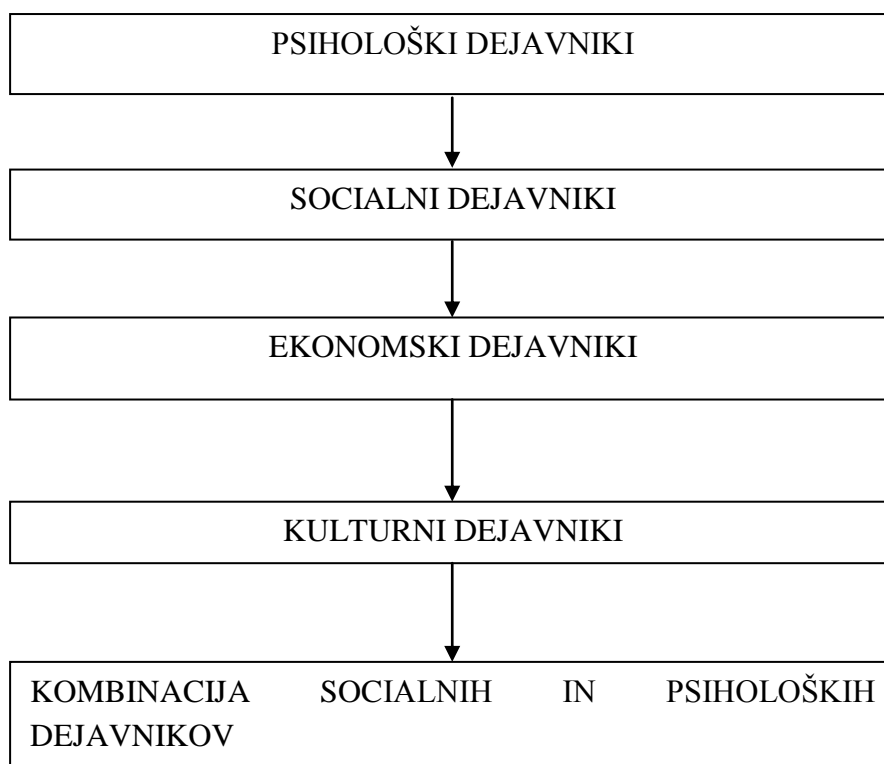 PSIHOLOŠKI DEJAVNIKI
SOCIALNI DEJAVNIKI
EKONOMSKI DEJAVNIKI
KULTURNI DEJAVNIKI
KOMBINACIJA SOCIALNIH IN PSIHOLOŠKIH
DEJAVNIKOV